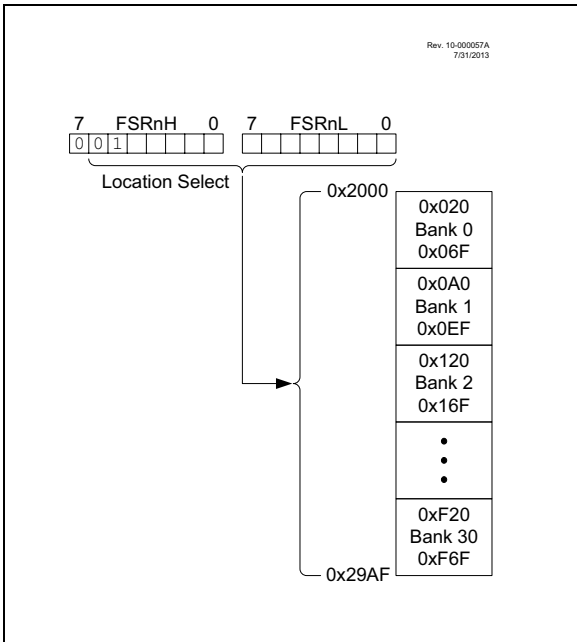 Rev. 10-000057A
7/31/2013
7 FSRnH 0 7 FSRnL 0
0 0 1
Location Select
0x2000
0x020
Bank 0
0x06F
0x0A0
Bank 1
0x0EF
0x120
Bank 2
0x16F
0xF20
Bank 30
0xF6F
0x29AF